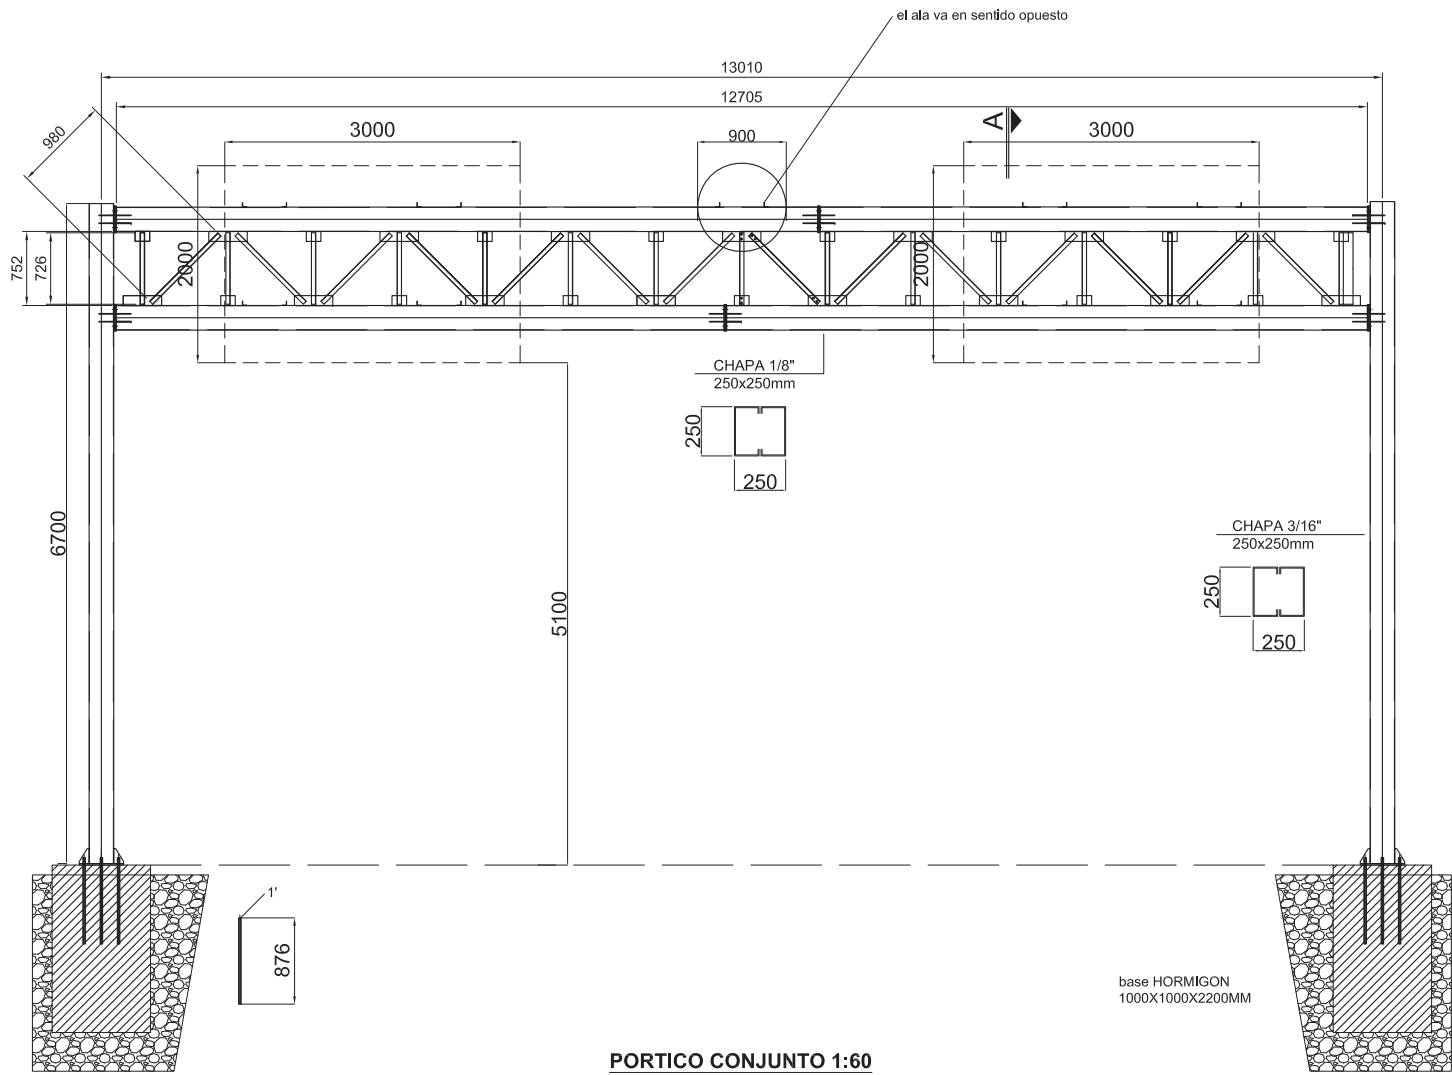 el ala va en sentido opuesto
13010
12705
980
3000
900
A
3000
752
726
2000
2000
CHAPA 1/8"
250x250mm
250
250
6700
CHAPA 3/16"
250x250mm
250
250
5100
1'
876
base HORMIGON
1000X1000X2200MM
PORTICO CONJUNTO 1:60